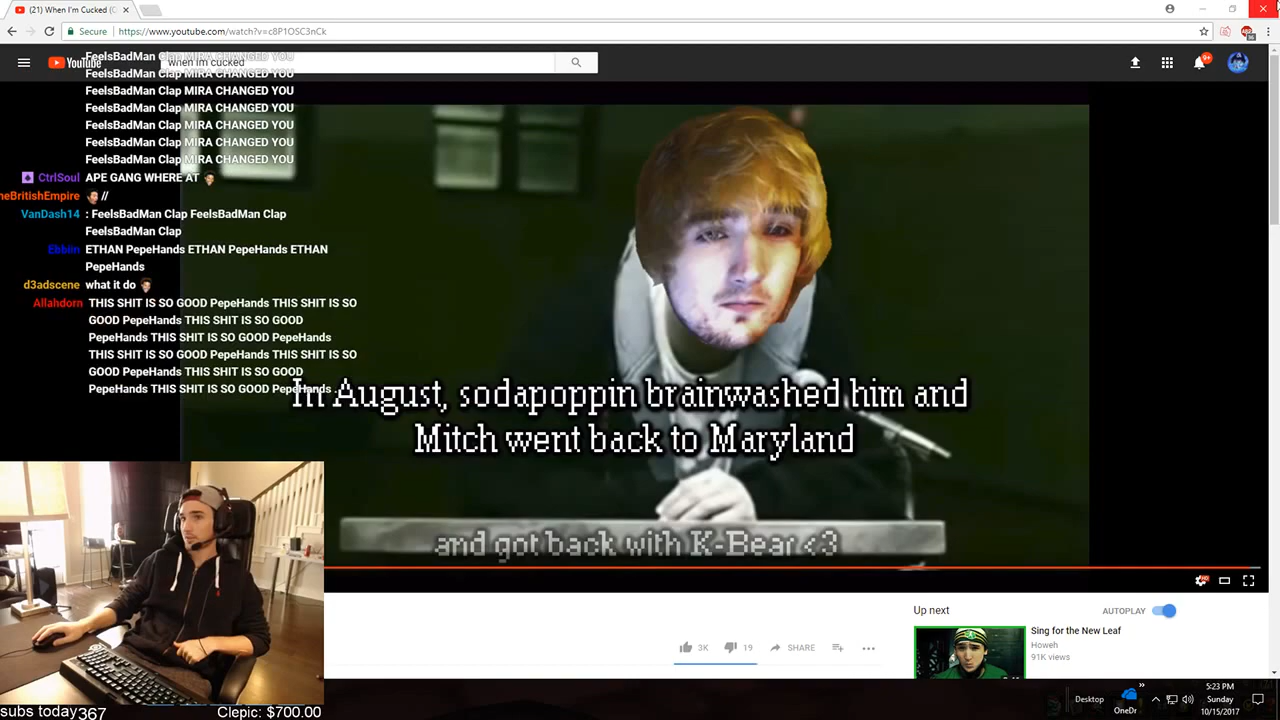 (21) When I'm Cucked (
Secure
https://www.youtube.com/watch?v=c8P1OSC3nCk
YouTube
when im cucked
9+
FeelsBadMan Clap MIRA CHANGED YOU
FeelsBadMan Clap MIRA CHANGED YOU
FeelsBadMan Clap MIRA CHANGED YOU
FeelsBadMan Clap MIRA CHANGED YOU
FeelsBadMan Clap MIRA CHANGED YOU
FeelsBadMan Clap MIRA CHANGED YOU
FeelsBadMan Clap MIRA CHANGED YOU
CtrlSoul APE GANG WHERE AT
heBritishEmpire //
VanDash14 : FeelsBadMan Clap FeelsBadMan Clap
FeelsBadMan Clap
Ebbiin ETHAN PepeHands ETHAN PepeHands ETHAN
PepeHands
d3adscene what it do
Allahdorn THIS SHIT IS SO GOOD PepeHands THIS SHIT IS SO
GOOD PepeHands THIS SHIT IS SO GOOD
PepeHands THIS SHIT IS SO GOOD PepeHands
THIS SHIT IS SO GOOD PepeHands THIS SHIT IS SO
GOOD PepeHands THIS SHIT IS SO GOOD
PepeHands THIS SHIT IS SO GOOD PepeHands
In August, sodapoppin brainwashed him and
Mitch went back to Maryland
and got back with K-Bear <3
Up next
AUTOPLAY
Sing for the New Leaf
Howeh
91K views
3K
19
SHARE
Desktop
OneDr
5:23 PM
Sunday
10/15/2017
subs today367
Clepic: $700.00